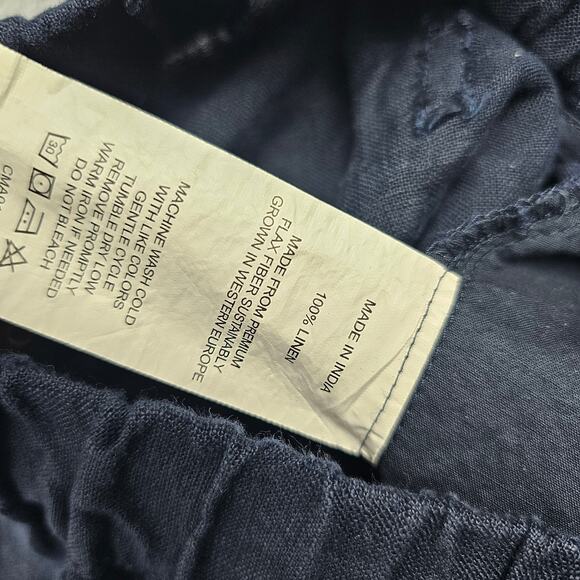 MADE IN INDIA
100% LINEN
MADE FROM PREMIUM
FLAX FIBER SUSTAINABLY
GROWN IN WESTERN EUROPE
MACHINE WASH COLD
WITH LIKE COLORS
GENTLE CYCLE
TUMBLE DRY LOW
REMOVE PROMPTLY
WARM IRON IF NEEDED
DO NOT BLEACH
30